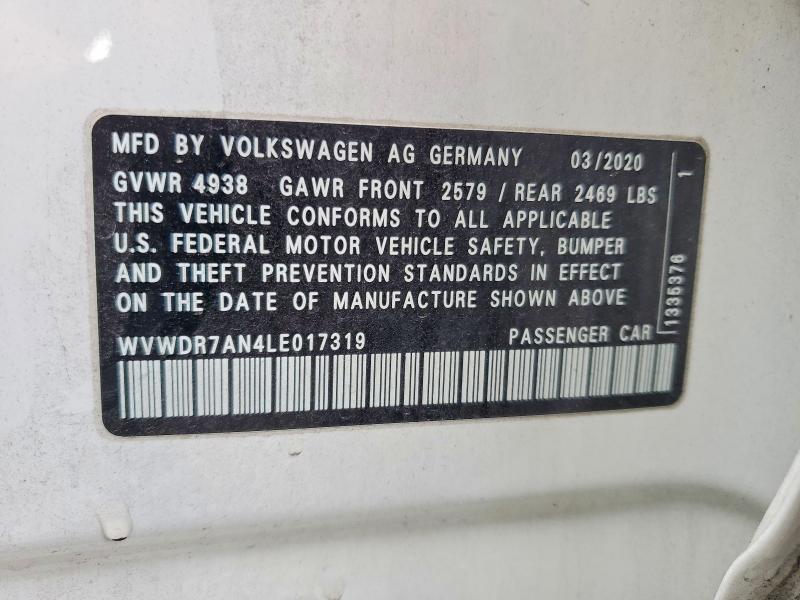 MFD BY VOLKSWAGEN AG GERMANY 03/2020
GVWR 4938 GAWR FRONT 2579 / REAR 2469 LBS
THIS VEHICLE CONFORMS TO ALL APPLICABLE
U.S. FEDERAL MOTOR VEHICLE SAFETY, BUMPER
AND THEFT PREVENTION STANDARDS IN EFFECT
ON THE DATE OF MANUFACTURE SHOWN ABOVE
WVWDR7AN4LE017319 PASSENGER CAR
1335376 1